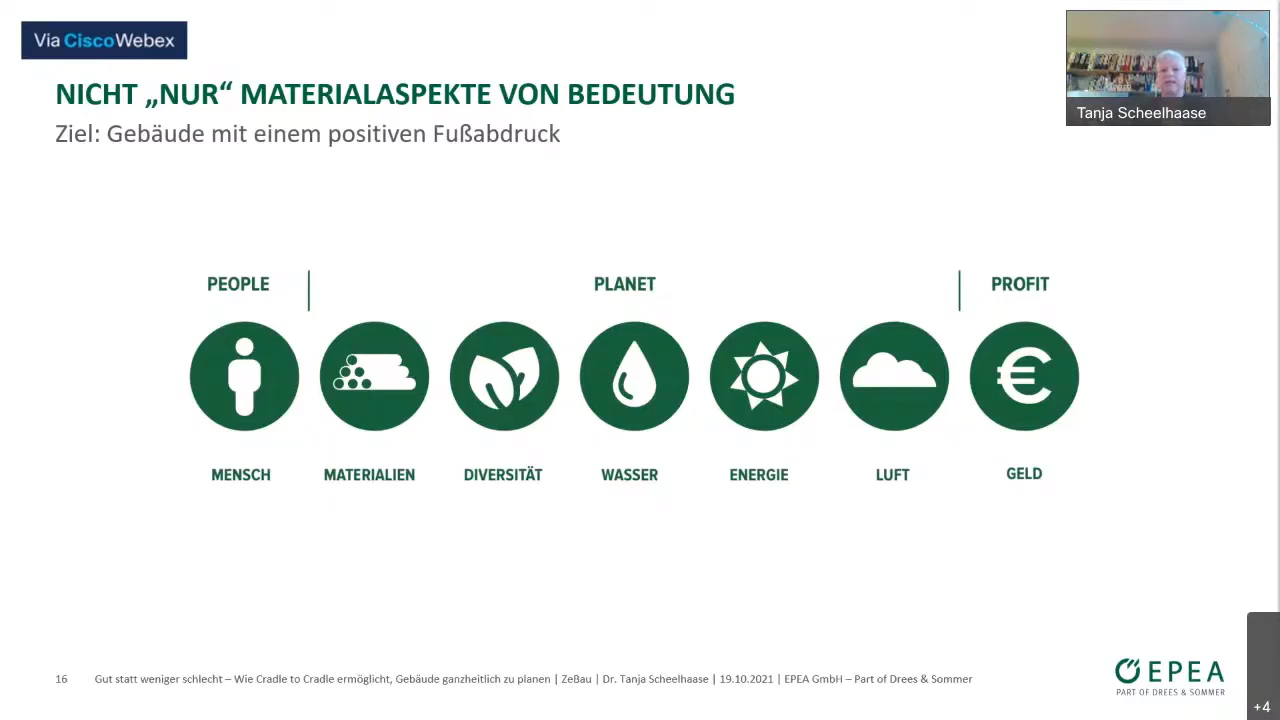 Via CiscoWebex
Tanja Scheelhaase
NICHT „NUR“ MATERIALASPEKTE VON BEDEUTUNG
Ziel: Gebäude mit einem positiven Fußabdruck
PEOPLE
PLANET
PROFIT
€
MENSCH
MATERIALIEN
DIVERSITÄT
WASSER
ENERGIE
LUFT
GELD
16
Gut statt weniger schlecht – Wie Cradle to Cradle ermöglicht, Gebäude ganzheitlich zu planen | ZeBau | Dr. Tanja Scheelhaase | 19.10.2021 | EPEA GmbH – Part of Drees & Sommer
EPEA
PART OF DREES & SOMMER
+4